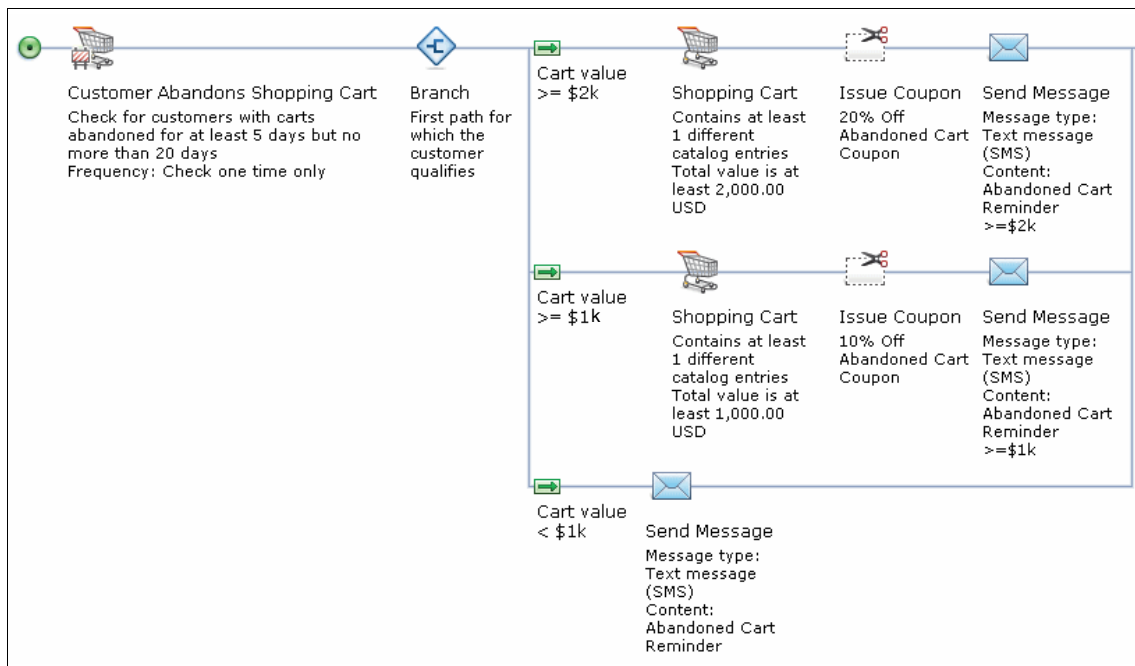 Customer Abandons Shopping Cart
Check for customers with carts
abandoned for at least 5 days but no
more than 20 days
Frequency: Check one time only
Branch
First path for
which the
customer
qualifies
Cart value
>= $2k
Shopping Cart
Contains at least
1 different
catalog entries
Total value is at
least 2,000.00
USD
Issue Coupon
20% Off
Abandoned Cart
Coupon
Send Message
Message type:
Text message
(SMS)
Content:
Abandoned Cart
Reminder
>=$2k
Cart value
>= $1k
Shopping Cart
Contains at least
1 different
catalog entries
Total value is at
least 1,000.00
USD
Issue Coupon
10% Off
Abandoned Cart
Coupon
Send Message
Message type:
Text message
(SMS)
Content:
Abandoned Cart
Reminder
>=$1k
Cart value
< $1k
Send Message
Message type:
Text message
(SMS)
Content:
Abandoned Cart
Reminder